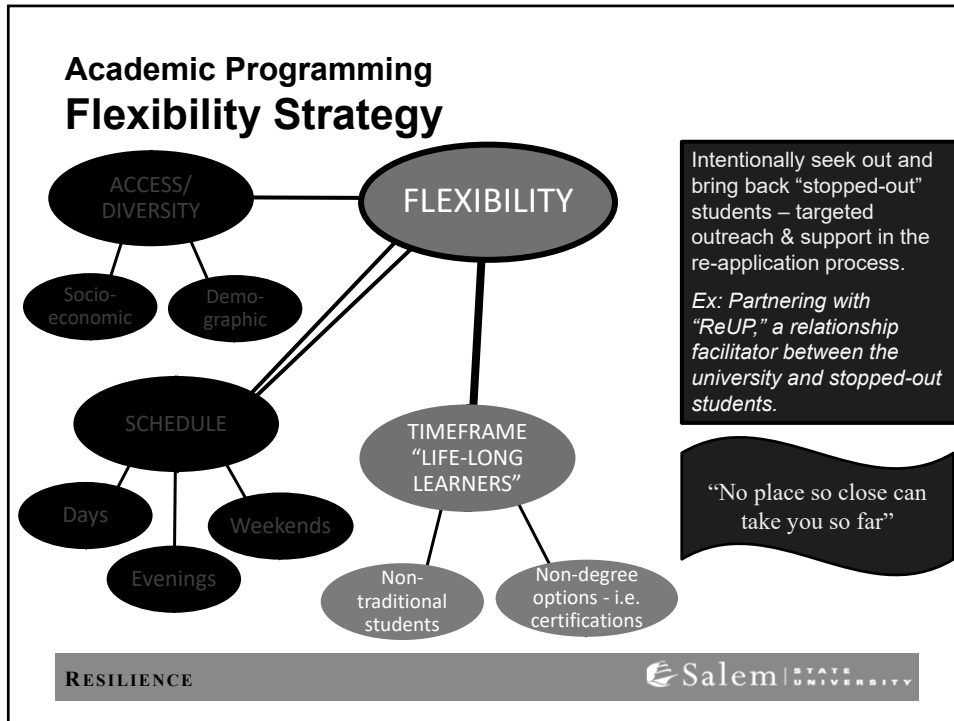 Academic Programming
Flexibility Strategy
ACCESS/
DIVERSITY
Socio-
economic
Demo-
graphic
FLEXIBILITY
SCHEDULE
Days
Evenings
Weekends
TIMEFRAME
“LIFE-LONG
LEARNERS”
Non-
traditional
students
Non-degree
options - i.e.
certifications
Intentionally seek out and
bring back “stopped-out”
students – targeted
outreach & support in the
re-application process.
Ex: Partnering with
“ReUP,” a relationship
facilitator between the
university and stopped-out
students.
“No place so close can
take you so far”
RESILIENCE
Salem
STATE
UNIVERSITY